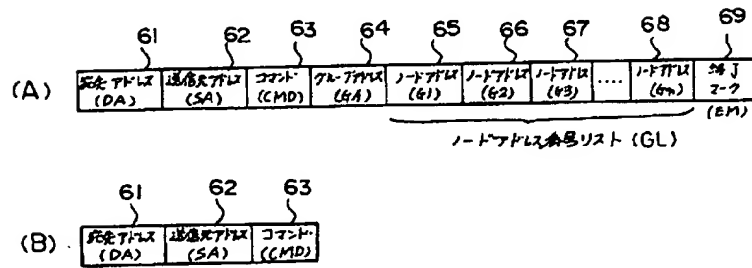 61 62 63 64 65 66 67 68 69
(A) 宛先アドレス 送信元アドレス コマンド グループアドレス ノードアドレス ノードアドレス ノードアドレス .... ノードアドレス 終了マーク
(DA) (SA) (CMD) (GA) (G1) (G2) (G3) (Gn) (EM)
ノードアドレス番号リスト (GL)
61 62 63
(B) 宛先アドレス 送信元アドレス コマンド
(DA) (SA) (CMD)